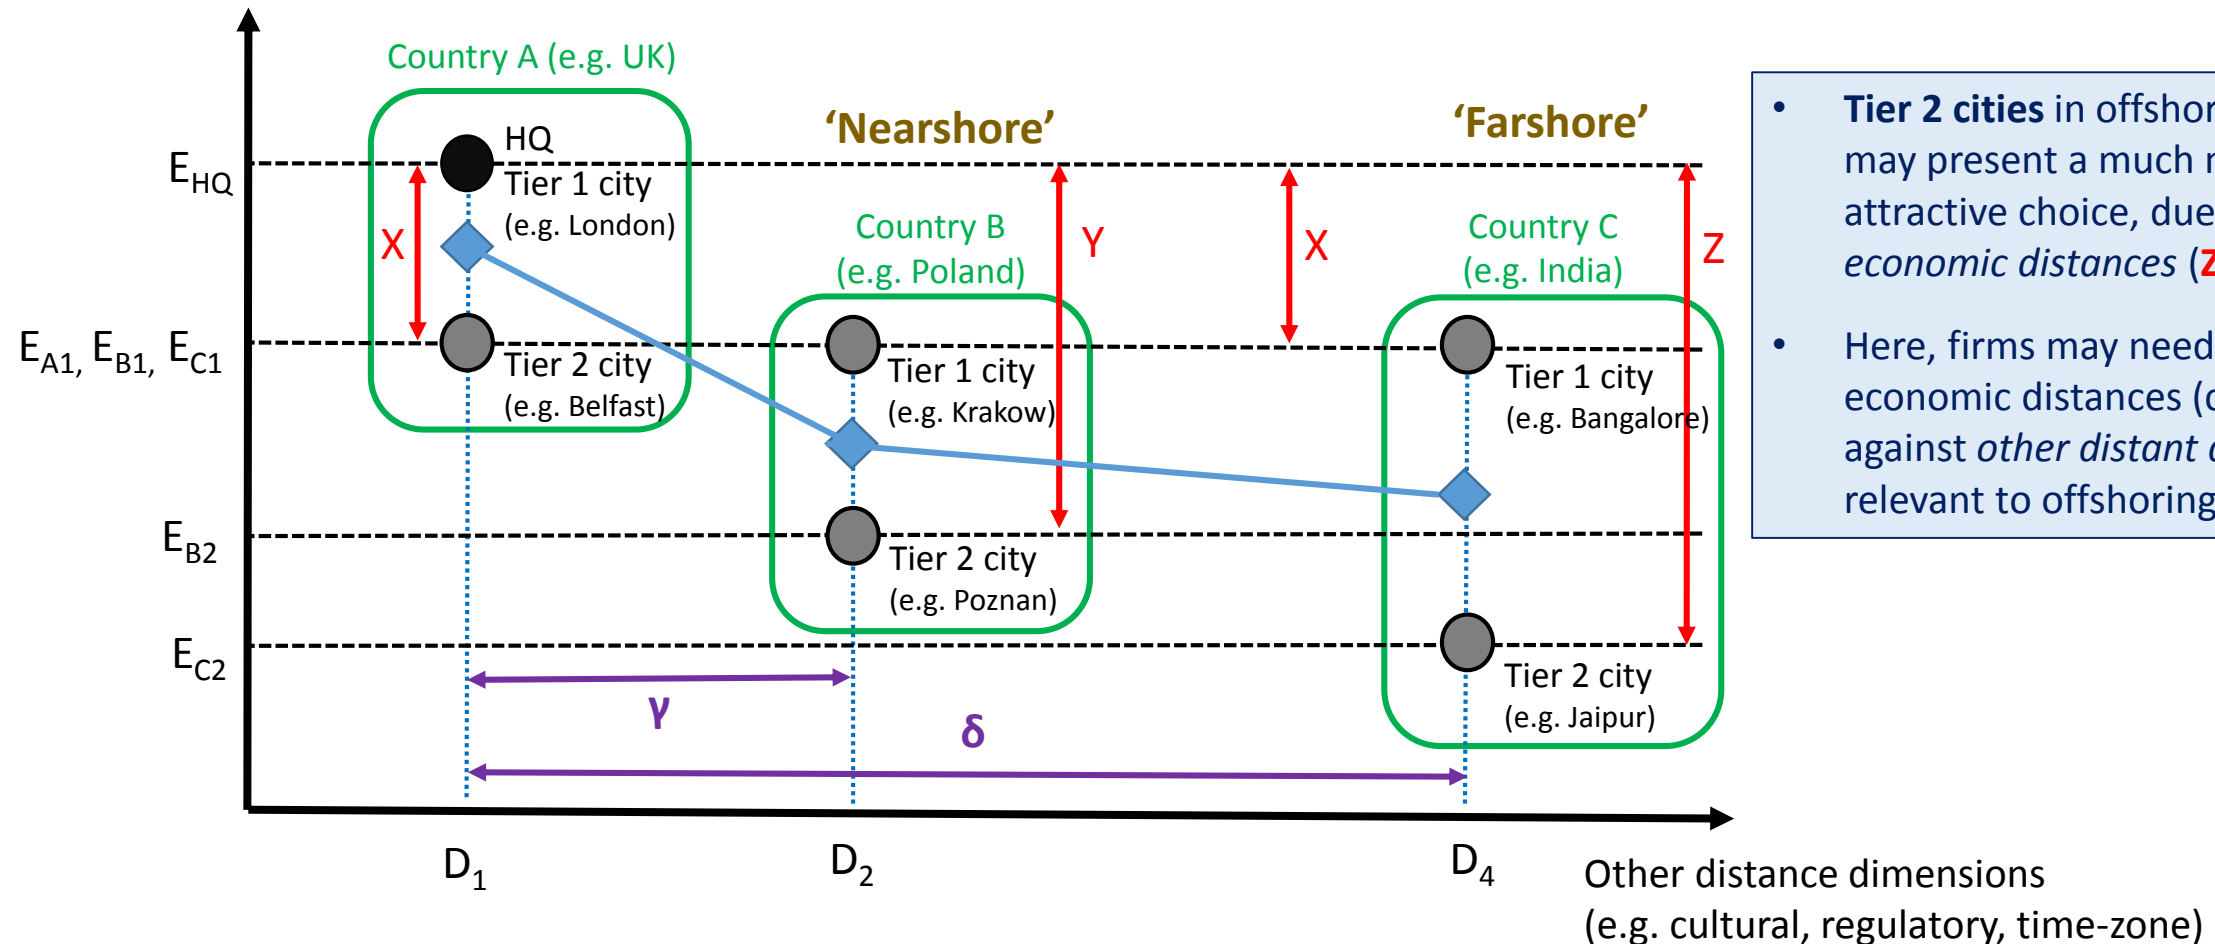 Country A (e.g. UK)
'Nearshore'
'Farshore'
E_HQ
HQ
Tier 1 city
(e.g. London)
X
Country B
(e.g. Poland)
Y
X
Country C
(e.g. India)
Z
E_A1, E_B1, E_C1
Tier 2 city
(e.g. Belfast)
Tier 1 city
(e.g. Krakow)
Tier 1 city
(e.g. Bangalore)
E_B2
Tier 2 city
(e.g. Poznan)
E_C2
Tier 2 city
(e.g. Jaipur)
γ
δ
D_1
D_2
D_4
Other distance dimensions
(e.g. cultural, regulatory, time-zone)
• Tier 2 cities in offshor
may present a much
attractive choice, due
economic distances (Z
• Here, firms may need
economic distances (
against other distant
relevant to offshoring